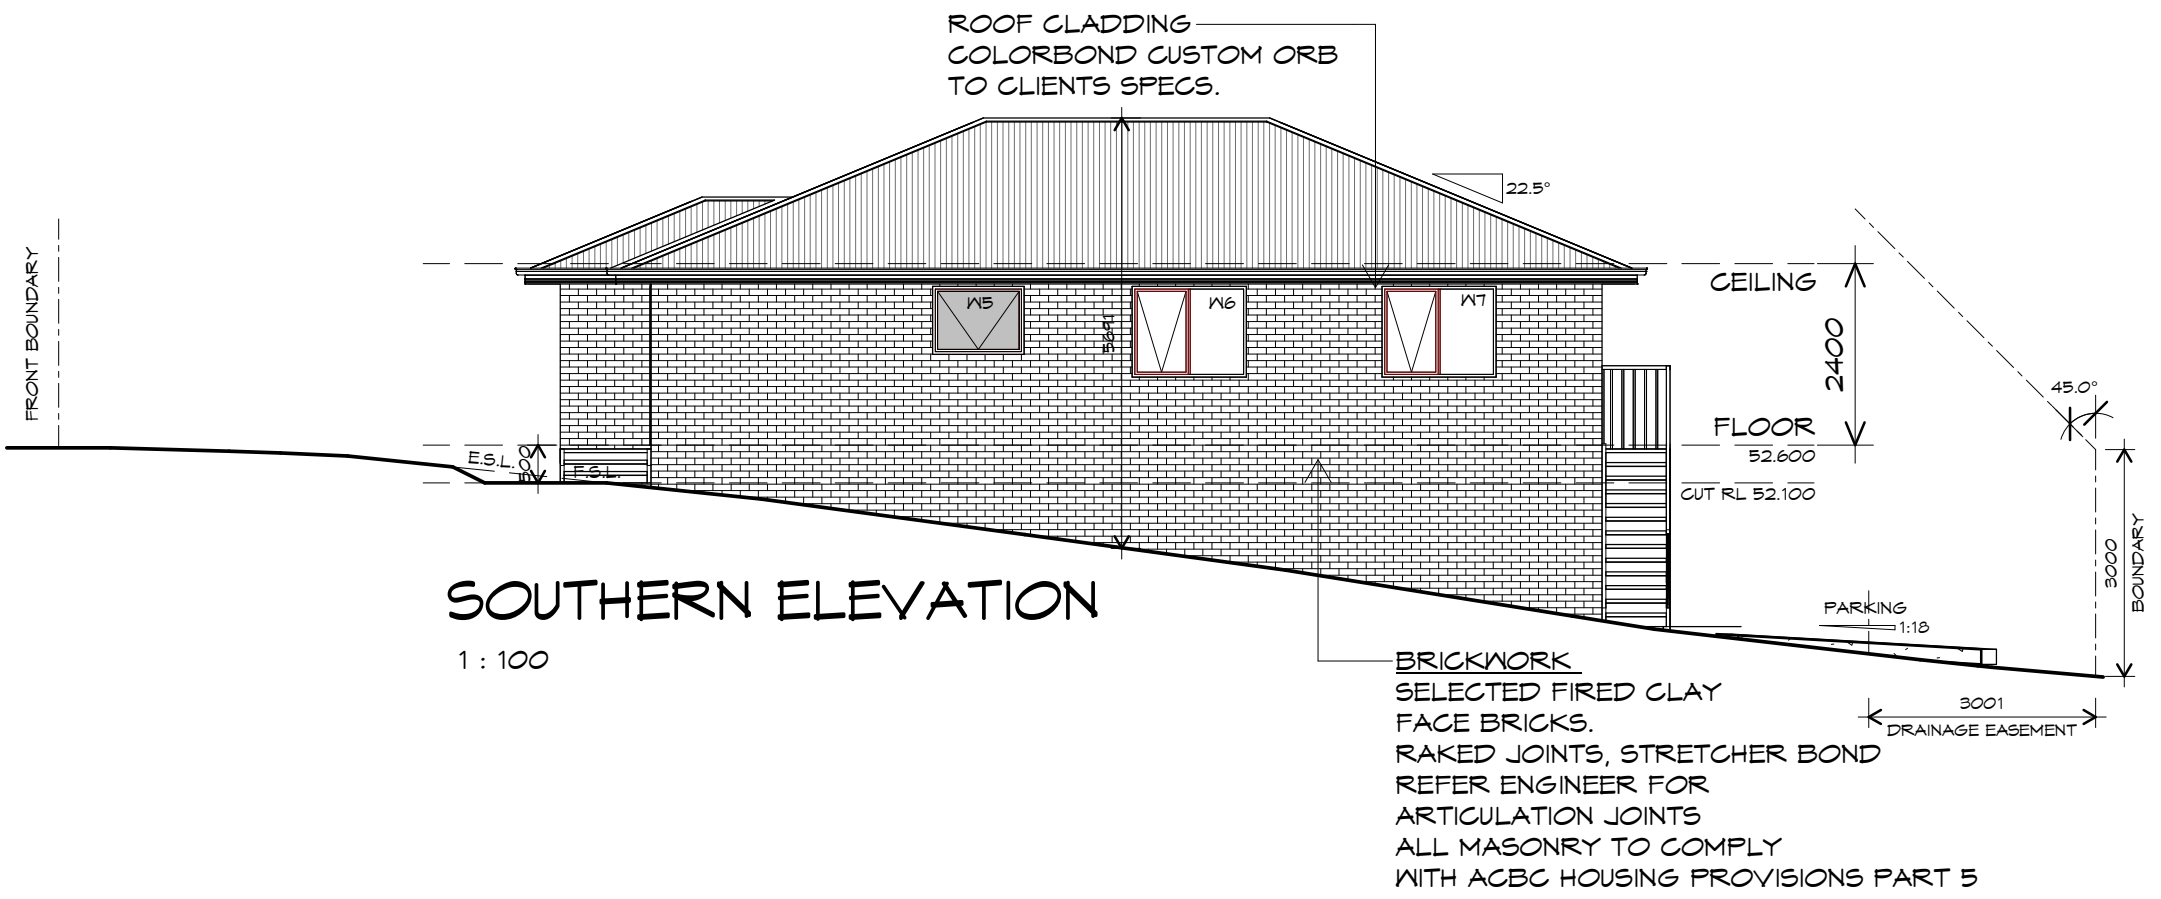 ROOF CLADDING
COLORBOND CUSTOM ORB
TO CLIENTS SPECS.
22.5°
FRONT BOUNDARY
CEILING
W5
W6
W7
5691
2400
45.0°
FLOOR
52.600
E.S.L.
500
F.S.L.
CUT RL 52.100
3000
BOUNDARY
SOUTHERN ELEVATION
1 : 100
PARKING
1:18
3001
DRAINAGE EASEMENT
BRICKWORK
SELECTED FIRED CLAY
FACE BRICKS.
RAKED JOINTS, STRETCHER BOND
REFER ENGINEER FOR
ARTICULATION JOINTS
ALL MASONRY TO COMPLY
WITH ACBC HOUSING PROVISIONS PART 5